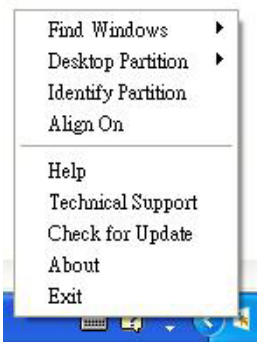 Find Windows
Desktop Partition
Identify Partition
Align On
Help
Technical Support
Check for Update
About
Exit